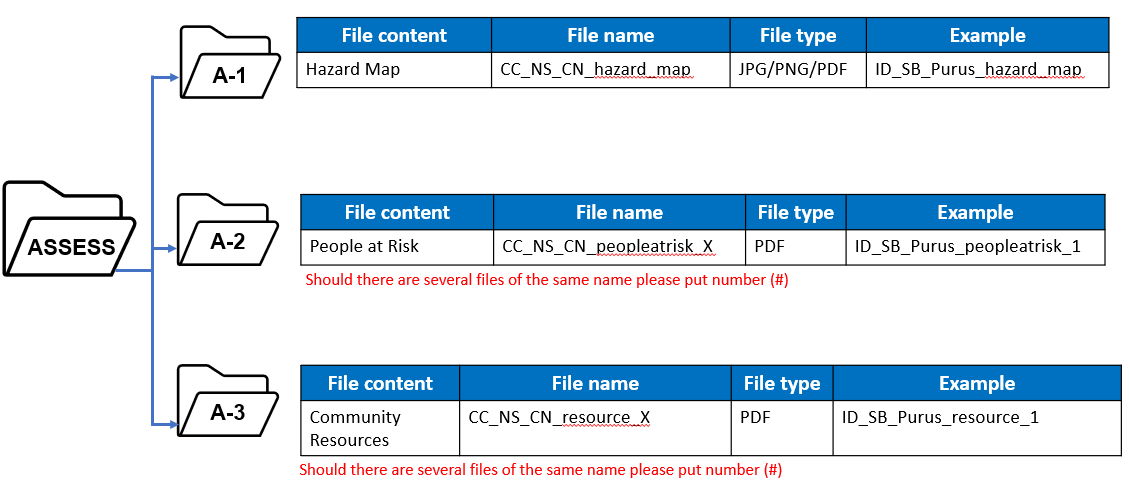 File content File name File type Example
A-1
Hazard Map CC_NS_CN_hazard_map JPG/PNG/PDF ID_SB_Purus_hazard_map
ASSESS
File content File name File type Example
A-2
People at Risk CC_NS_CN_peopleatrisk_X PDF ID_SB_Purus_peopleatrisk_1
Should there are several files of the same name please put number (#)
File content File name File type Example
A-3
Community CC_NS_CN_resource_X PDF ID_SB_Purus_resource_1
Resources
Should there are several files of the same name please put number (#)